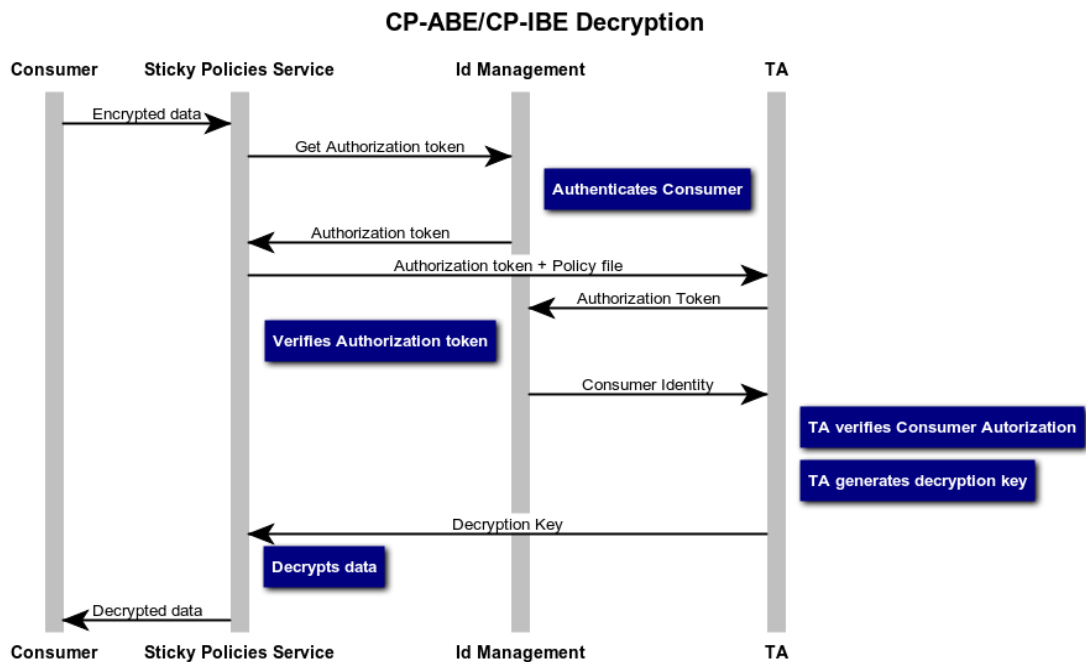 CP-ABE/CP-IBE Decryption
Consumer Sticky Policies Service Id Management TA
Encrypted data
Get Authorization token
Authenticates Consumer
Authorization token
Authorization token + Policy file
Authorization Token
Verifies Authorization token
Consumer Identity
TA verifies Consumer Autorization
TA generates decryption key
Decryption Key
Decrypts data
Decrypted data
Consumer Sticky Policies Service Id Management TA